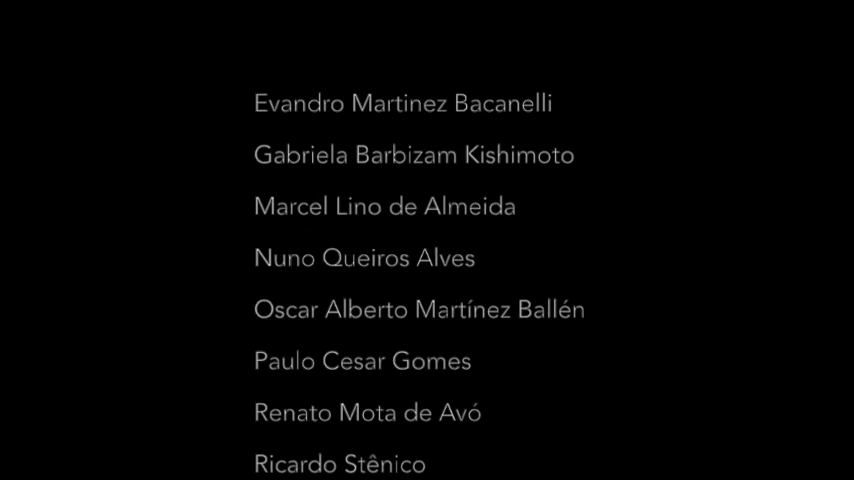 Evandro Martinez Bacanelli
Gabriela Barbizam Kishimoto
Marcel Lino de Almeida
Nuno Queiros Alves
Oscar Alberto Martínez Ballén
Paulo Cesar Gomes
Renato Mota de Avó
Ricardo Stênico